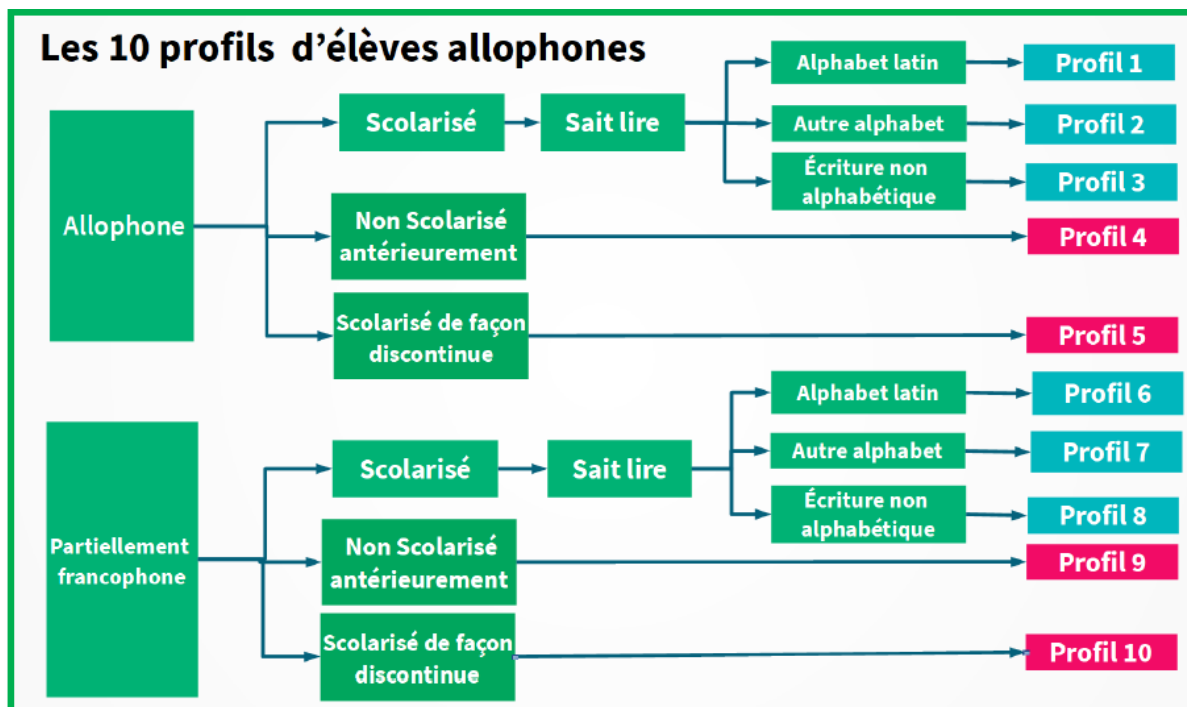 Les 10 profils d'élèves allophones
Allophone
Scolarisé
Sait lire
Alphabet latin
Profil 1
Autre alphabet
Profil 2
Écriture non
alphabétique
Profil 3
Non Scolarisé
antérieurement
Profil 4
Scolarisé de façon
discontinue
Profil 5
Partiellement
francophone
Scolarisé
Sait lire
Alphabet latin
Profil 6
Autre alphabet
Profil 7
Écriture non
alphabétique
Profil 8
Non Scolarisé
antérieurement
Profil 9
Scolarisé de façon
discontinue
Profil 10